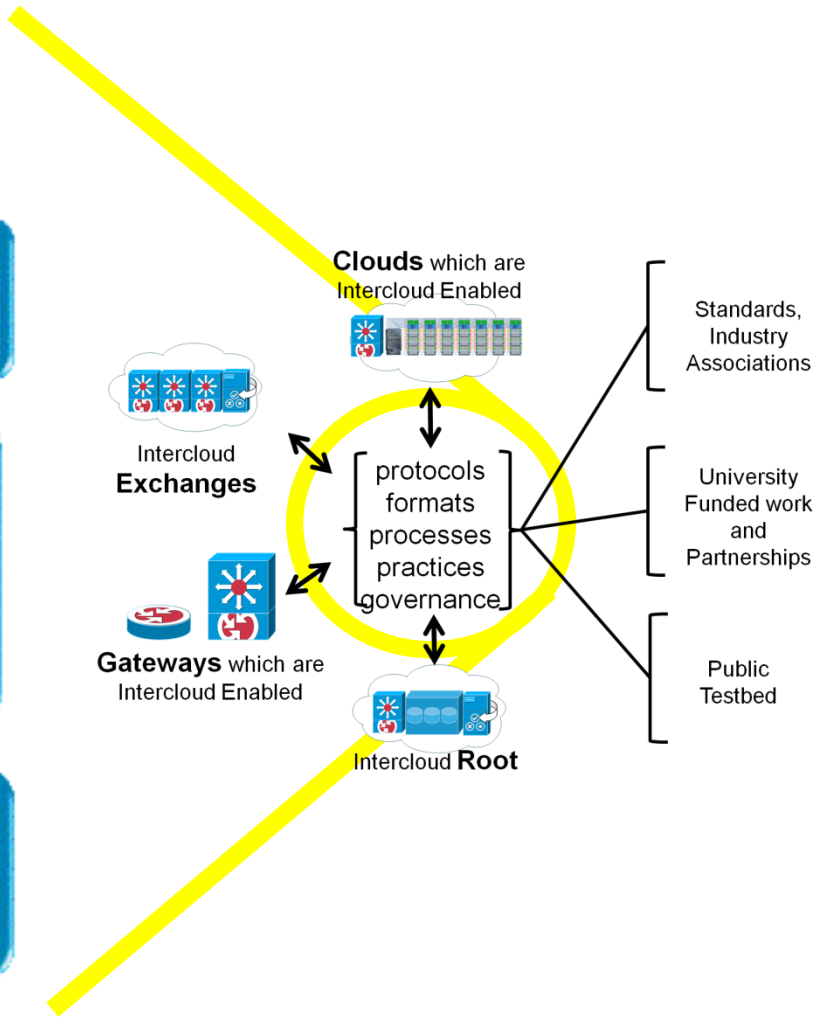 Clouds which are
Intercloud Enabled
Intercloud
Exchanges
protocols
formats
processes
practices
governance
Gateways which are
Intercloud Enabled
Intercloud Root
Standards,
Industry
Associations
University
Funded work
and
Partnerships
Public
Testbed